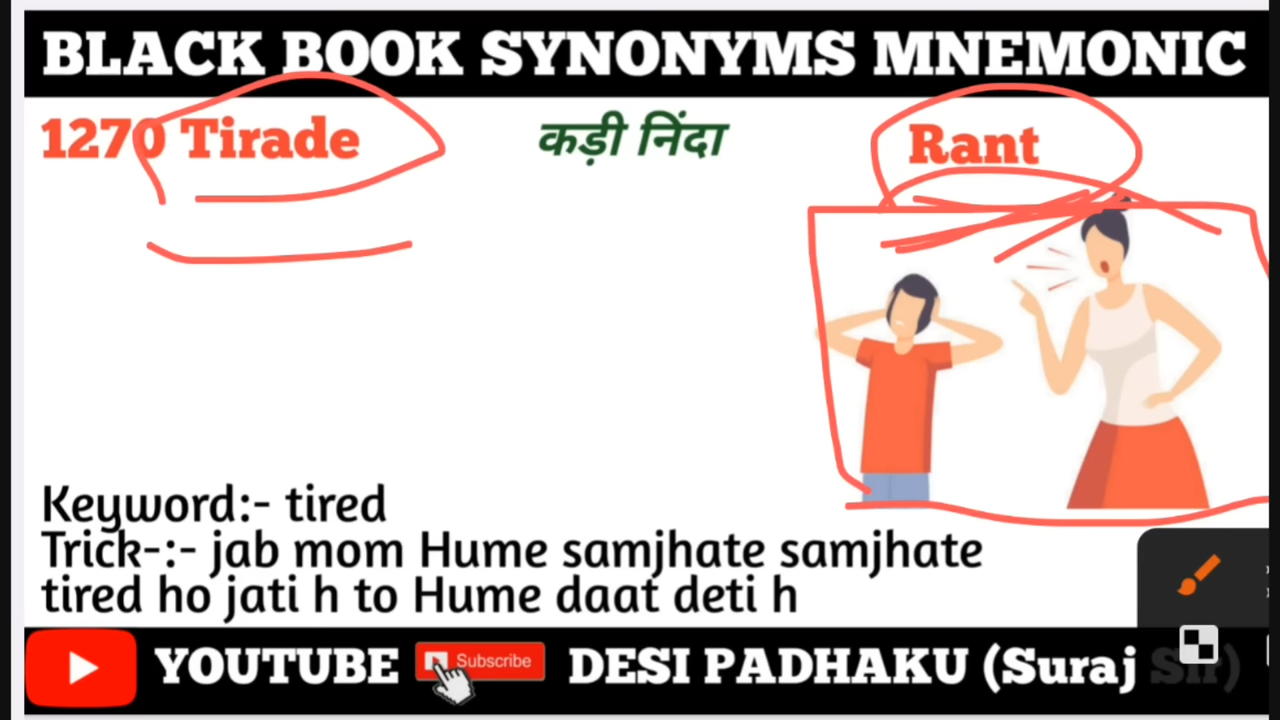 BLACK BOOK SYNONYMS MNEMONIC
1270 Tirade कड़ी निंदा Rant
Keyword:- tired
Trick-:- jab mom Hume samjhate samjhate
tired ho jati h to Hume daat deti h
YOUTUBE Subscribe DESI PADHAKU (Suraj Sir)